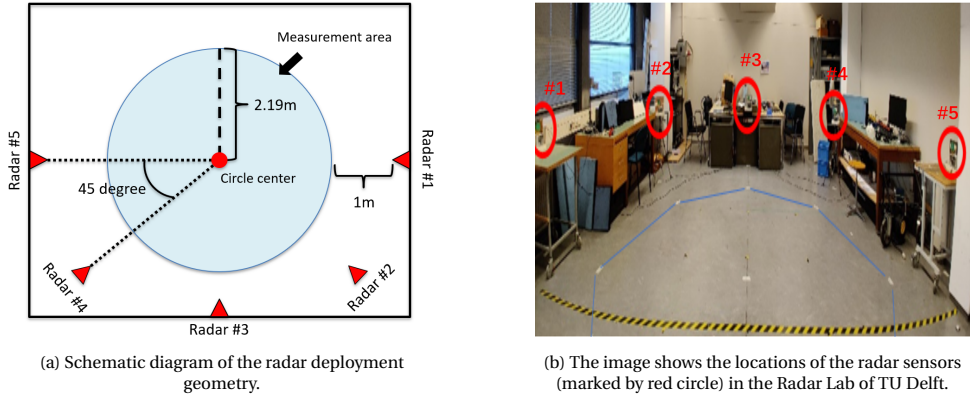 Measurement area
2.19m
Radar #5
Radar #1
Circle center
45 degree
1m
Radar #4
Radar #2
Radar #3
(a) Schematic diagram of the radar deployment
geometry.
#1
#2
#3
#4
#5
(b) The image shows the locations of the radar sensors
(marked by red circle) in the Radar Lab of TU Delft.